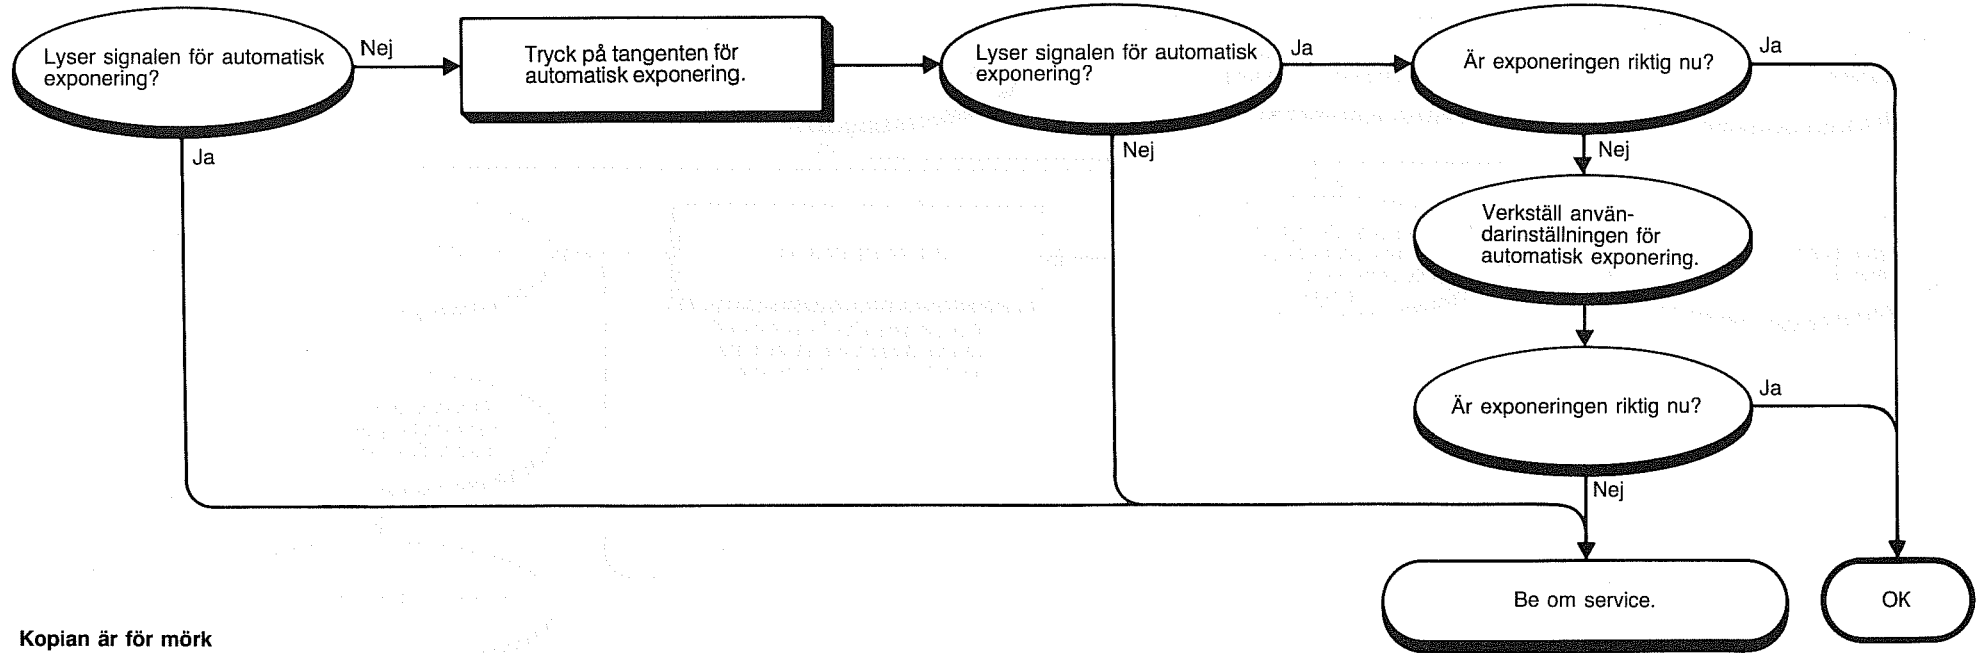 Lyser signalen för automatisk
exponering?
Nej
Ja
Tryck på tangenten för
automatisk exponering.
Lyser signalen för automatisk
exponering?
Ja
Nej
Är exponeringen riktig nu?
Ja
Nej
Verkställ använ-
darinställningen för
automatisk exponering.
Är exponeringen riktig nu?
Ja
Nej
Be om service.
OK
Kopian är för mörk